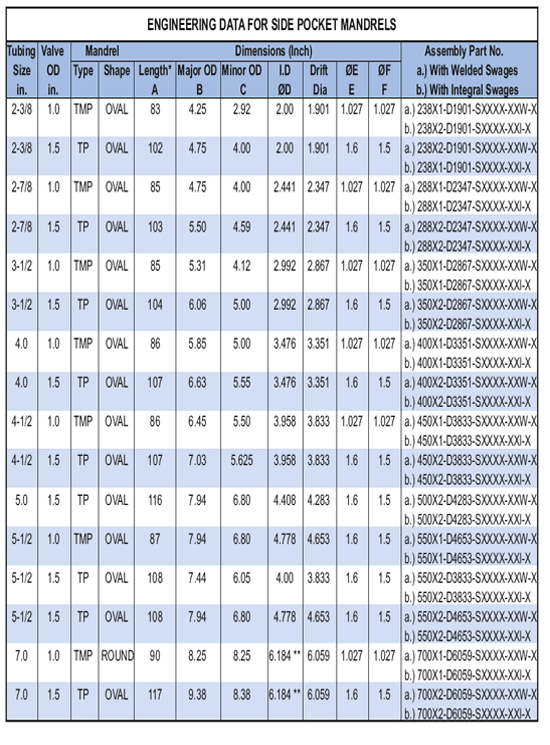 ENGINEERING DATA FOR SIDE POCKET MANDRELS
Tubing Valve Mandrel Dimensions (Inch) Assembly Part No.
Size OD Type Shape Length* Major OD Minor OD I.D Drift ØE ØF a.) With Welded Swages
in. in. A B C ØD Dia E F b.) With Integral Swages
2-3/8 1.0 TMP OVAL 83 4.25 2.92 2.00 1.901 1.027 1.027 a.) 238X1-D1901-SXXXX-XXW-X
b.) 238X2-D1901-SXXXX-XXI-X
2-3/8 1.5 TP OVAL 102 4.75 4.00 2.00 1.901 1.6 1.5 a.) 238X1-D1901-SXXXX-XXW-X
b.) 238X1-D1901-SXXXX-XXI-X
2-7/8 1.0 TMP OVAL 85 4.75 4.00 2.441 2.347 1.027 1.027 a.) 288X1-D2347-SXXXX-XXW-X
b.) 288X1-D2347-SXXXX-XXI-X
2-7/8 1.5 TP OVAL 103 5.50 4.59 2.441 2.347 1.6 1.5 a.) 288X2-D2347-SXXXX-XXW-X
b.) 288X2-D2347-SXXXX-XXI-X
3-1/2 1.0 TMP OVAL 85 5.31 4.12 2.992 2.867 1.027 1.027 a.) 350X1-D2867-SXXXX-XXW-X
b.) 350X1-D2867-SXXXX-XXI-X
3-1/2 1.5 TP OVAL 104 6.06 5.00 2.992 2.867 1.6 1.5 a.) 350X2-D2867-SXXXX-XXW-X
b.) 350X2-D2867-SXXXX-XXI-X
4.0 1.0 TMP OVAL 86 5.85 5.00 3.476 3.351 1.027 1.027 a.) 400X1-D3351-SXXXX-XXW-X
b.) 400X1-D3351-SXXXX-XXI-X
4.0 1.5 TP OVAL 107 6.63 5.55 3.476 3.351 1.6 1.5 a.) 400X2-D3351-SXXXX-XXW-X
b.) 400X2-D3351-SXXXX-XXI-X
4-1/2 1.0 TMP OVAL 86 6.45 5.50 3.958 3.833 1.027 1.027 a.) 450X1-D3833-SXXXX-XXW-X
b.) 450X1-D3833-SXXXX-XXI-X
4-1/2 1.5 TP OVAL 107 7.03 5.625 3.958 3.833 1.6 1.5 a.) 450X2-D3833-SXXXX-XXW-X
b.) 450X2-D3833-SXXXX-XXI-X
5.0 1.5 TP OVAL 116 7.94 6.80 4.408 4.283 1.6 1.5 a.) 500X2-D4283-SXXXX-XXW-X
b.) 500X2-D4283-SXXXX-XXI-X
5-1/2 1.0 TMP OVAL 87 7.94 6.80 4.778 4.653 1.027 1.027 a.) 550X1-D4653-SXXXX-XXW-X
b.) 550X1-D4653-SXXXX-XXI-X
5-1/2 1.5 TP OVAL 108 7.44 6.05 4.00 3.833 1.6 1.5 a.) 550X2-D3833-SXXXX-XXW-X
b.) 550X2-D3833-SXXXX-XXI-X
5-1/2 1.5 TP OVAL 108 7.94 6.80 4.778 4.653 1.6 1.5 a.) 550X2-D4653-SXXXX-XXW-X
b.) 550X2-D4653-SXXXX-XXI-X
7.0 1.0 TMP ROUND 90 8.25 8.25 6.184 ** 6.059 1.027 1.027 a.) 700X1-D6059-SXXXX-XXW-X
b.) 700X1-D6059-SXXXX-XXI-X
7.0 1.5 TP OVAL 117 9.38 8.38 6.184 ** 6.059 1.6 1.5 a.) 700X2-D6059-SXXXX-XXW-X
b.) 700X2-D6059-SXXXX-XXI-X